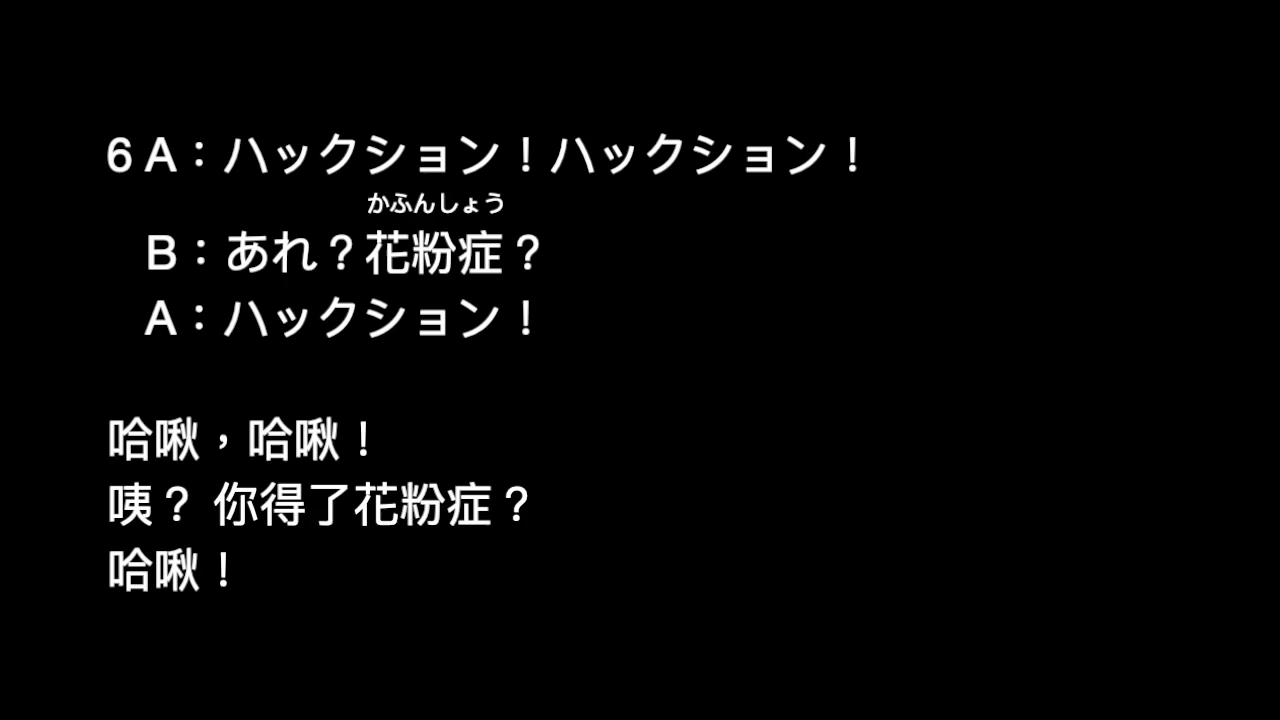 6 A：ハックション！ハックション！
かふんしょう
B：あれ？花粉症？
A：ハックション！
哈啾，哈啾！
咦？ 你得了花粉症？
哈啾！